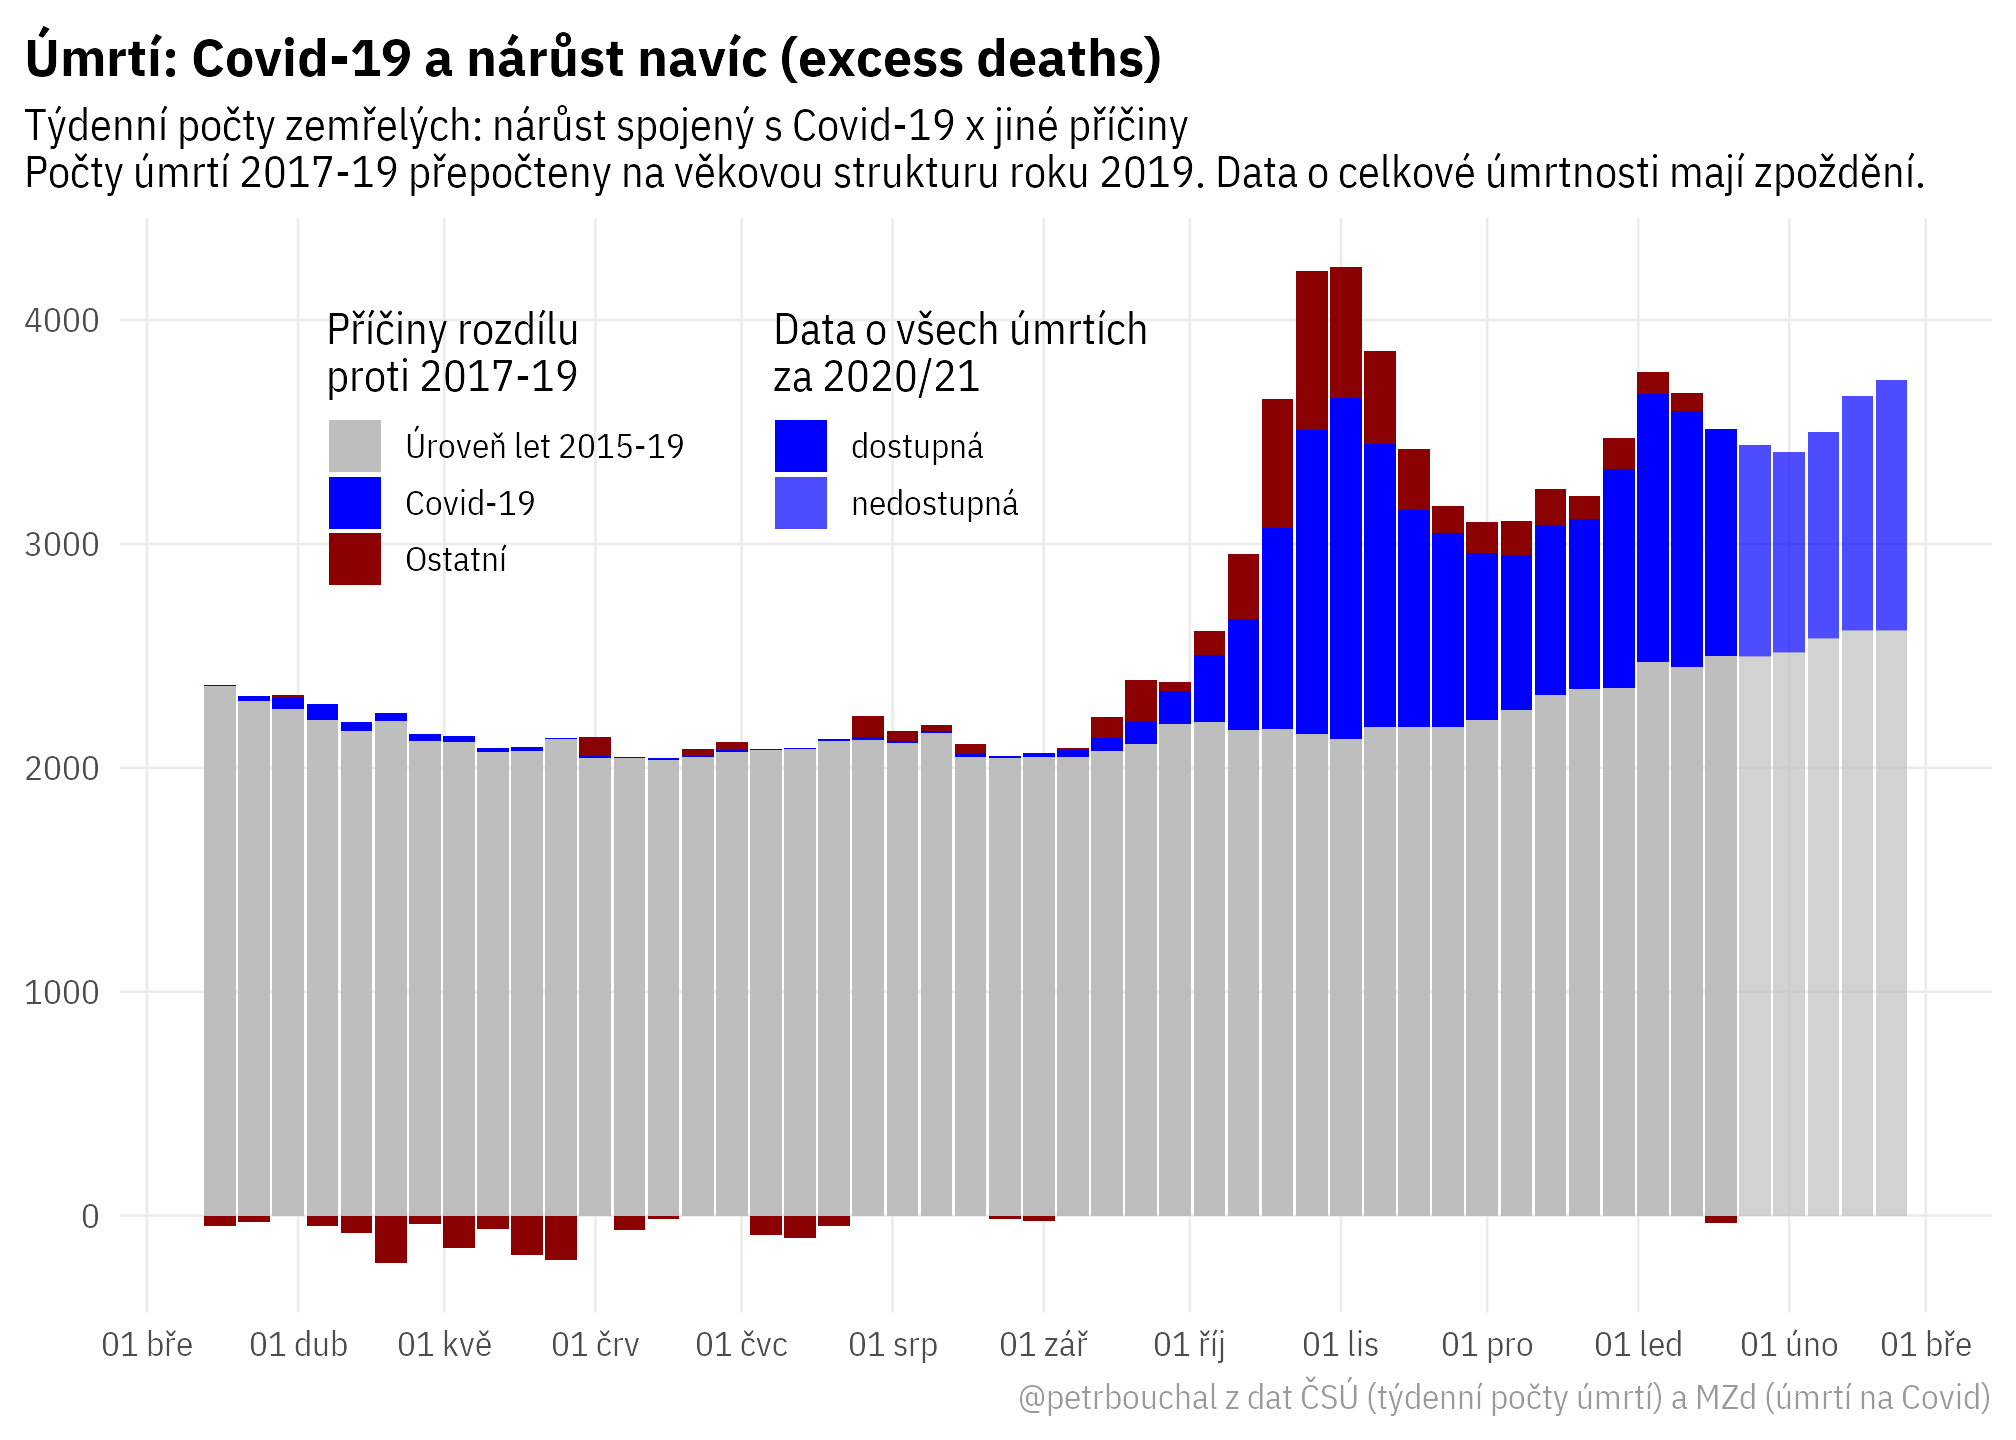 Úmrtí: Covid-19 a nárůst navíc (excess deaths)
Týdenní počty zemřelých: nárůst spojený s Covid-19 x jiné příčiny
Počty úmrtí 2017-19 přepočteny na věkovou strukturu roku 2019. Data o celkové úmrtnosti mají zpoždění.
4000
3000
2000
1000
0
Příčiny rozdílu
proti 2017-19
Úroveň let 2015-19
Covid-19
Ostatní
Data o všech úmrtích
za 2020/21
dostupná
nedostupná
01 bře
01 dub
01 kvě
01 črv
01 čvc
01 srp
01 zář
01 říj
01 lis
01 pro
01 led
01 úno
01 bře
@petrbouchal z dat ČSÚ (týdenní počty úmrtí) a MZd (úmrtí na Covid)